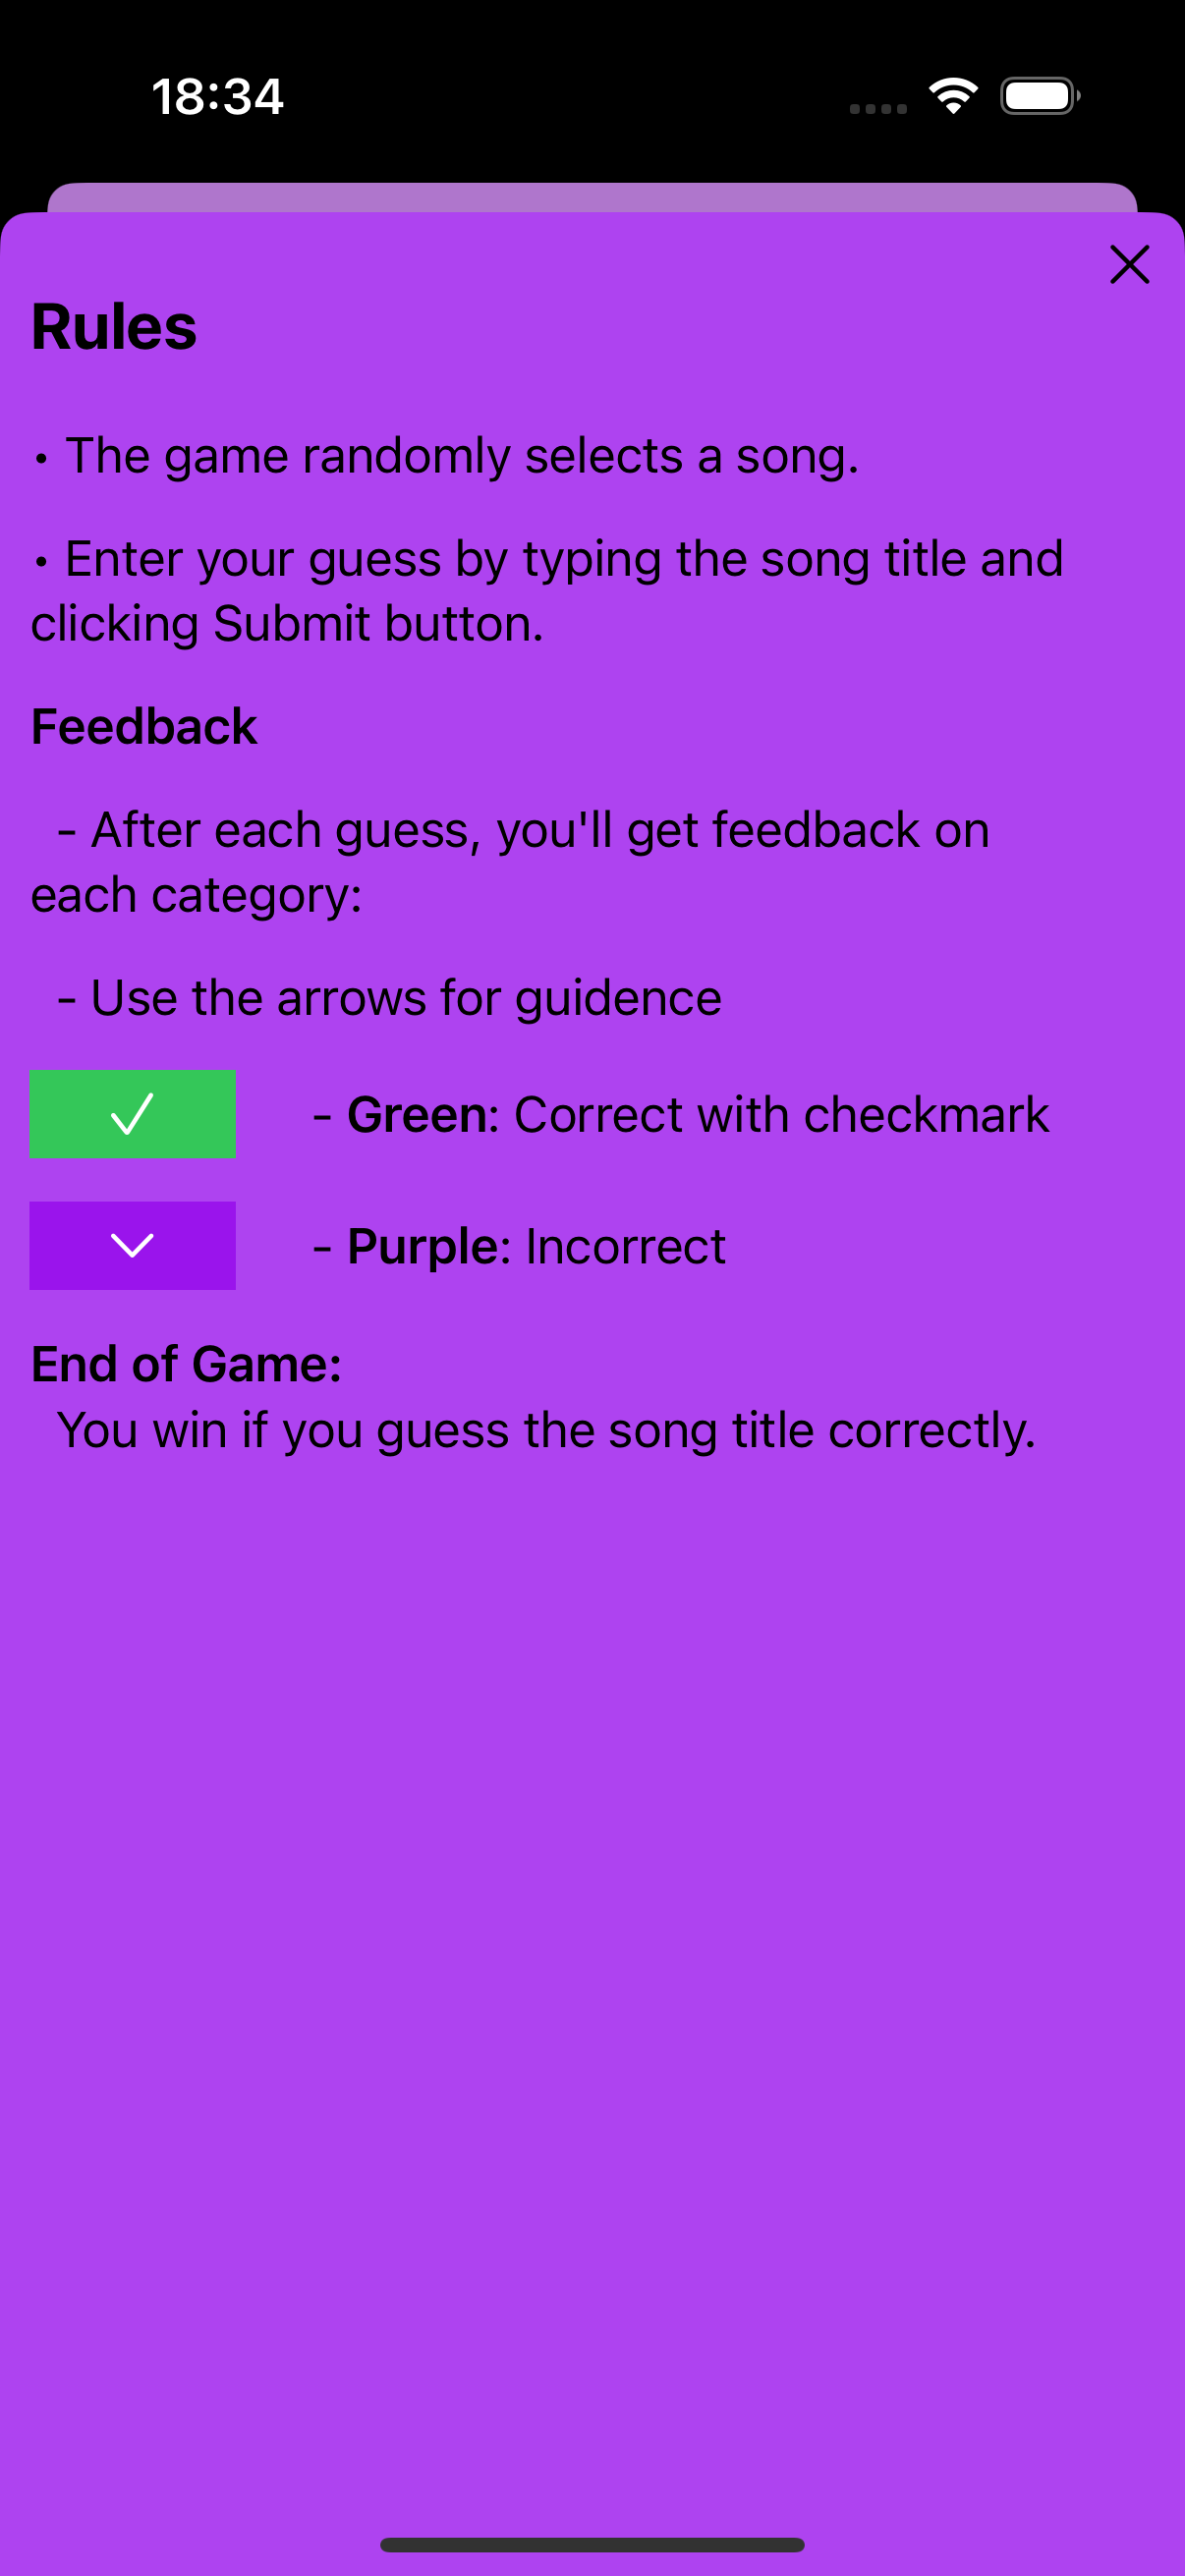 18:34
Rules
• The game randomly selects a song.
• Enter your guess by typing the song title and
clicking Submit button.
Feedback
- After each guess, you'll get feedback on
each category:
- Use the arrows for guidence
- Green: Correct with checkmark
- Purple: Incorrect
End of Game:
You win if you guess the song title correctly.